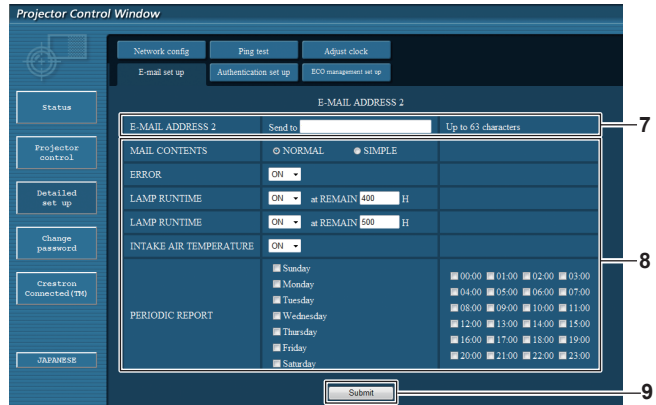 Projector Control Window
Network config Ping test Adjust clock
E-mail set up Authentication set up ECO management set up
Status
Projector control
Detailed set up
Change password
Crestron Connected(TM)
JAPANESE
E-MAIL ADDRESS 2
E-MAIL ADDRESS 2 Send to Up to 63 characters
7
MAIL CONTENTS NORMAL SIMPLE
ERROR ON
LAMP RUNTIME ON at REMAIN 400 H
LAMP RUNTIME ON at REMAIN 500 H
INTAKE AIR TEMPERATURE ON
8
PERIODIC REPORT
Sunday
Monday
Tuesday
Wednesday
Thursday
Friday
Saturday
00:00 01:00 02:00 03:00
04:00 05:00 06:00 07:00
08:00 09:00 10:00 11:00
12:00 13:00 14:00 15:00
16:00 17:00 18:00 19:00
20:00 21:00 22:00 23:00
Submit
9